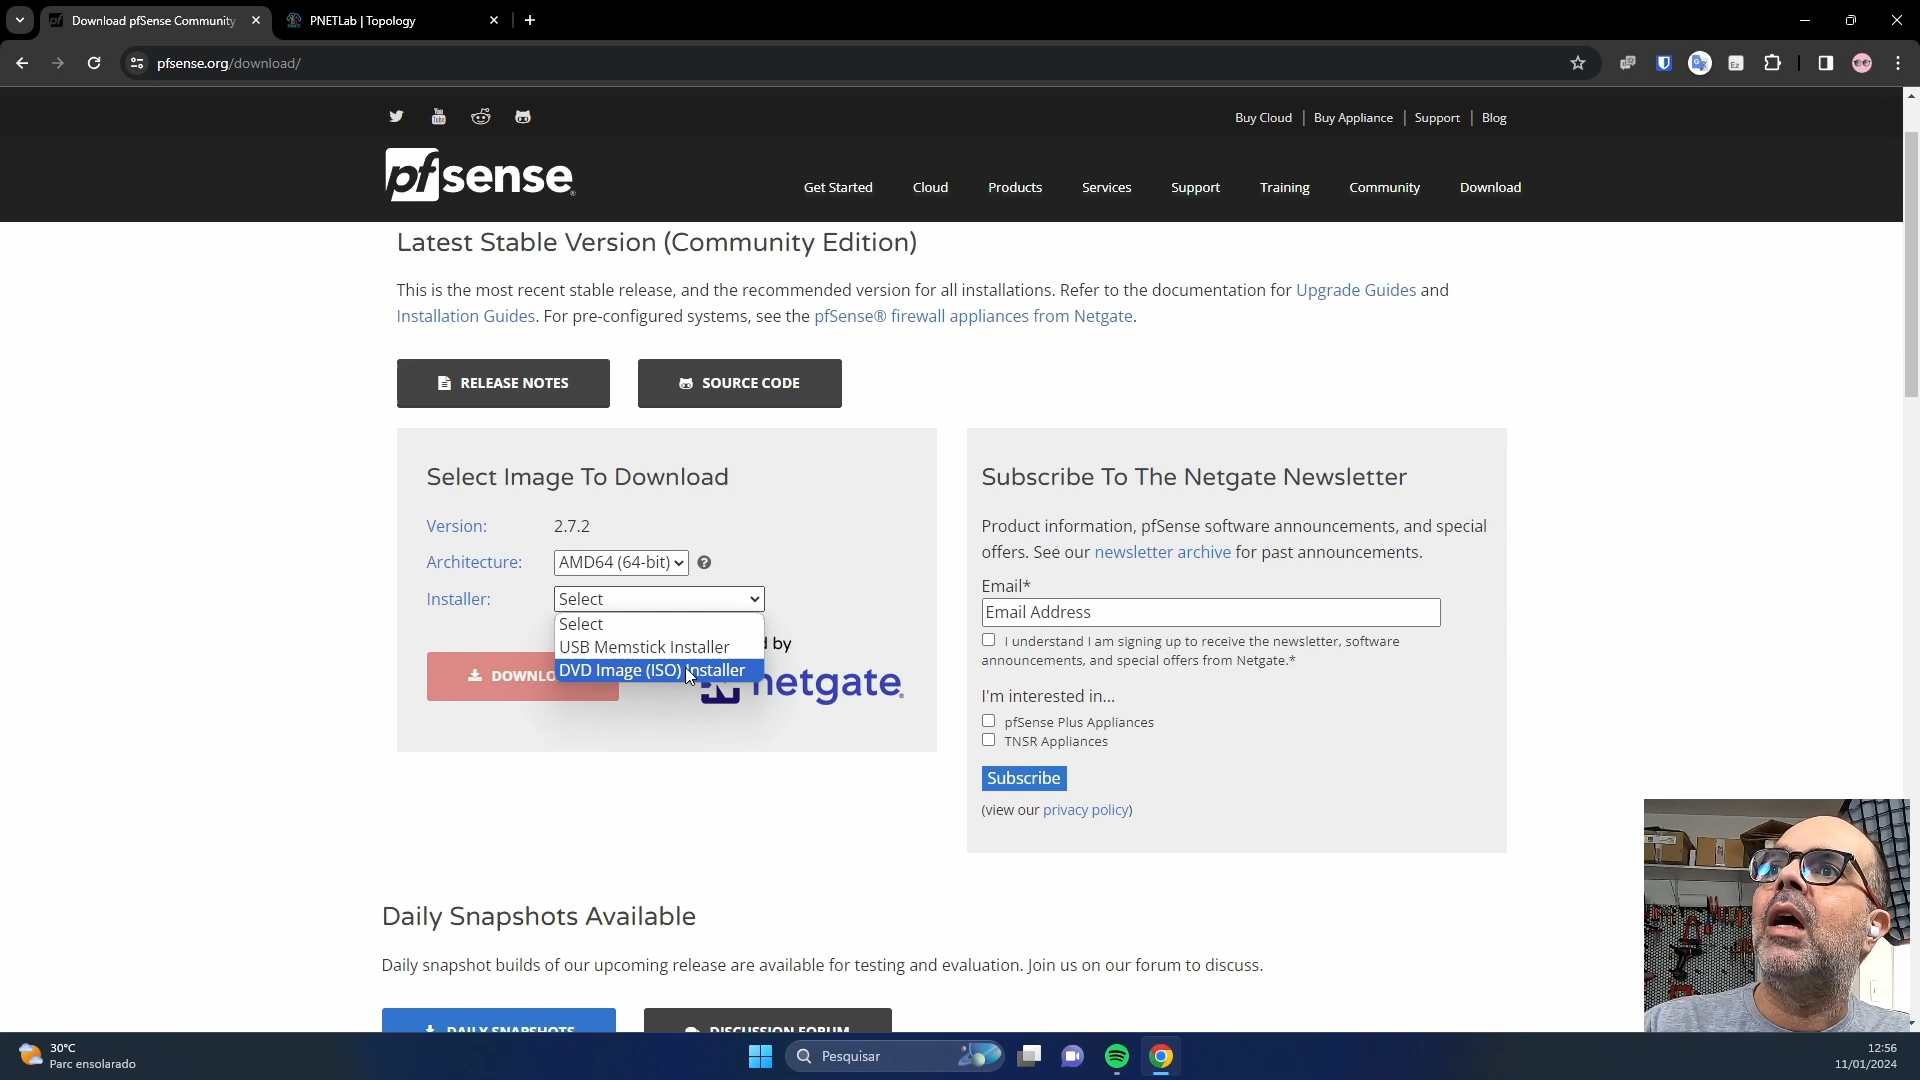 Download pfSense Community
PNETLab | Topology
pfsense.org/download/
Buy Cloud | Buy Appliance | Support | Blog
pfsense
Get Started Cloud Products Services Support Training Community Download
Latest Stable Version (Community Edition)
This is the most recent stable release, and the recommended version for all installations. Refer to the documentation for Upgrade Guides and
Installation Guides. For pre-configured systems, see the pfSense® firewall appliances from Netgate.
RELEASE NOTES
SOURCE CODE
Select Image To Download
Version: 2.7.2
Architecture: AMD64 (64-bit)
Installer: Select
Select
USB Memstick Installer
DVD Image (ISO) Installer
d by
DOWNLO
netgate
Subscribe To The Netgate Newsletter
Product information, pfSense software announcements, and special
offers. See our newsletter archive for past announcements.
Email*
Email Address
I understand I am signing up to receive the newsletter, software
announcements, and special offers from Netgate.*
I'm interested in...
pfSense Plus Appliances
TNSR Appliances
Subscribe
(view our privacy policy)
Daily Snapshots Available
Daily snapshot builds of our upcoming release are available for testing and evaluation. Join us on our forum to discuss.
DAILY SNAPSHOTS
DISCUSSION FORUM
30°C
Parc ensolarado
Pesquisar
12:56
11/01/2024